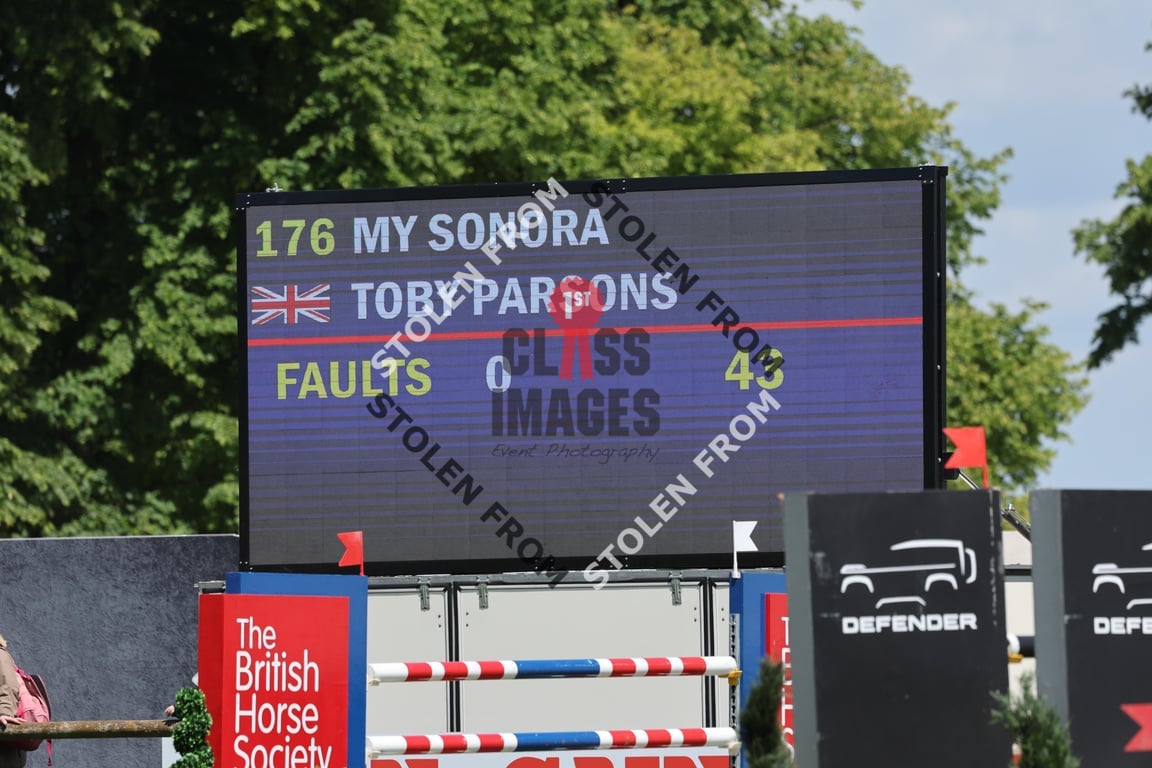 176 MY SONORA
TOBY PARSONS
FAULTS 0 43
STOLEN FROM
STOLEN FROM
STOLEN FROM
STOLEN FROM
1ST
CLASS
IMAGES
Event Photography
The
British
Horse
Society
DEFENDER
DEFE